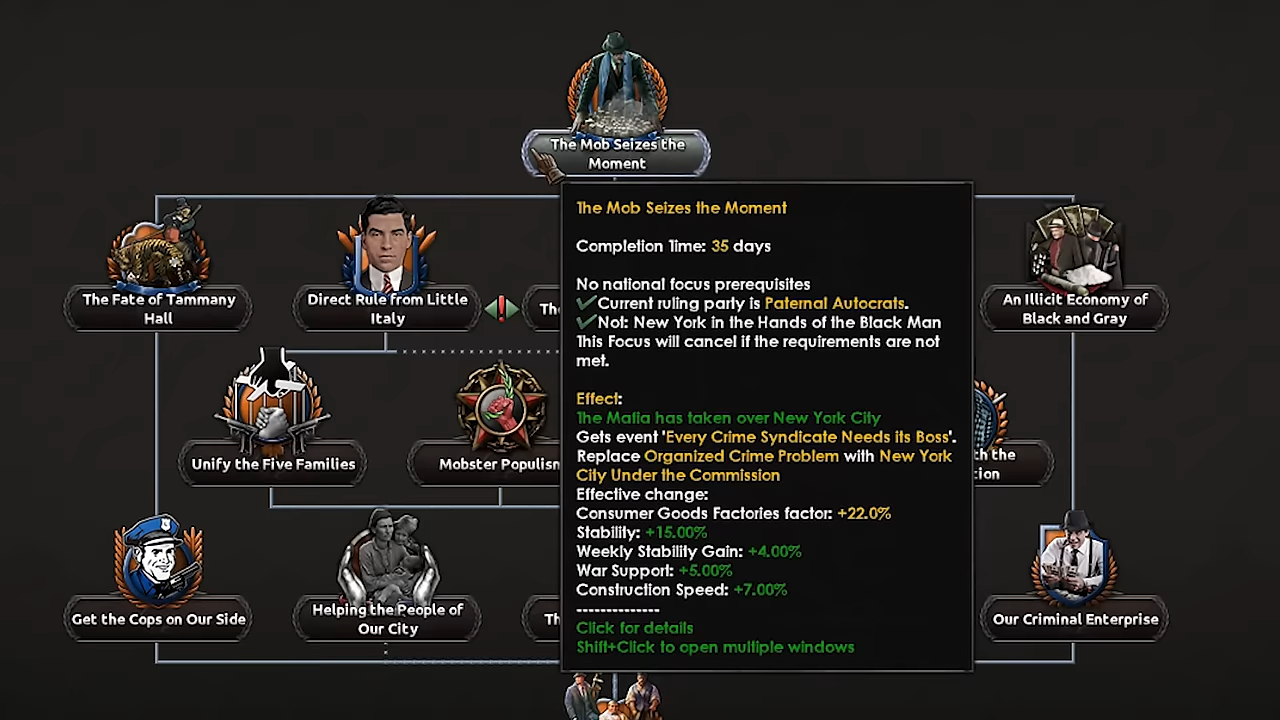 The Mob Seizes the
Moment
The Mob Seizes the Moment
Completion Time: 35 days
No national focus prerequisites
Current ruling party is Paternal Autocrats.
Not: New York in the Hands of the Black Man
This Focus will cancel if the requirements are not
met.
Effect:
The Mafia has taken over New York City
Gets event 'Every Crime Syndicate Needs its Boss'.
Replace Organized Crime Problem with New York
City Under the Commission
Effective change:
Consumer Goods Factories factor: +22.0%
Stability: +15.00%
Weekly Stability Gain: +4.00%
War Support: +5.00%
Construction Speed: +7.00%
--------------
Click for details
Shift+Click to open multiple windows
The Fate of Tammany
Hall
Direct Rule from Little
Italy
An Illicit Economy of
Black and Gray
Unify the Five Families
Mobster Populism
th the
tion
Get the Cops on Our Side
Helping the People of
Our City
Our Criminal Enterprise